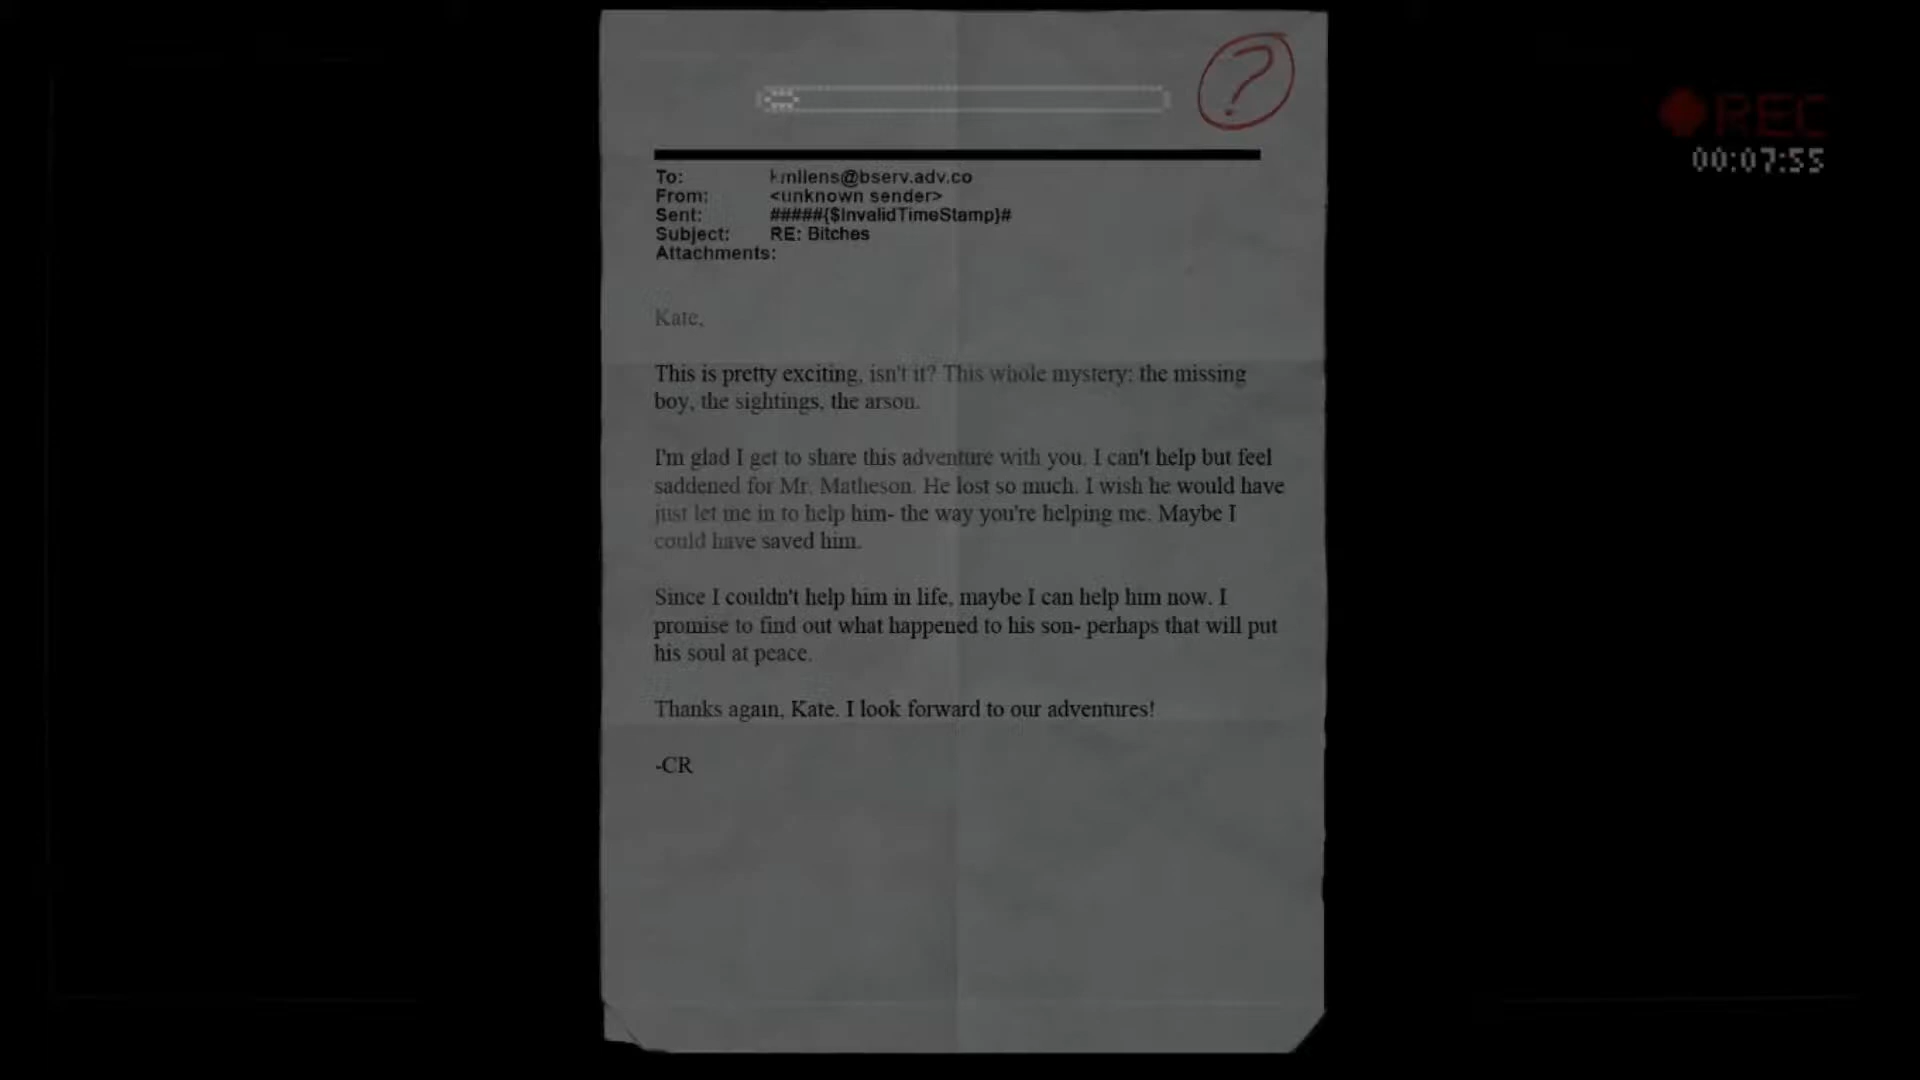 ?
REC
00:07:55
To: kmilens@bserv.adv.co
From: <unknown sender>
Sent: #####{$InvalidTimeStamp}#
Subject: RE: Bitches
Attachments:
Kate,
This is pretty exciting, isn't it? This whole mystery: the missing
boy, the sightings, the arson.
I'm glad I get to share this adventure with you. I can't help but feel
saddened for Mr. Matheson. He lost so much. I wish he would have
just let me in to help him- the way you're helping me. Maybe I
could have saved him.
Since I couldn't help him in life, maybe I can help him now. I
promise to find out what happened to his son- perhaps that will put
his soul at peace.
Thanks again, Kate. I look forward to our adventures!
-CR